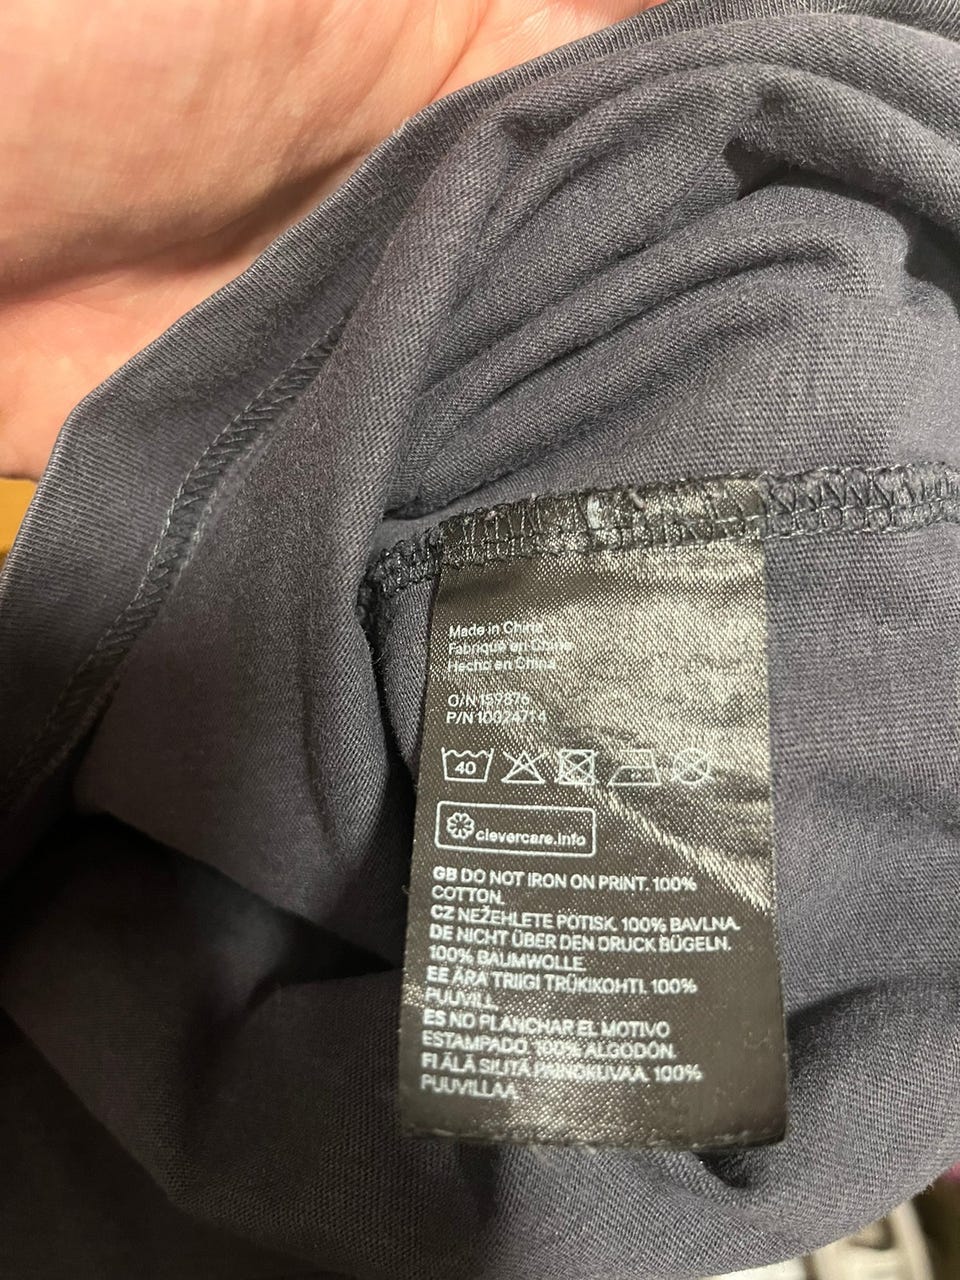 Made in China
Fabriqué en Chine
Hecho en China
O/N 159876
P/N 10024714
40
clevercare.info
GB DO NOT IRON ON PRINT. 100%
COTTON.
CZ NEŽEHLETE POTISK. 100% BAVLNA.
DE NICHT ÜBER DEN DRUCK BÜGELN.
100% BAUMWOLLE.
EE ÄRA TRIIGI TRÜKIKOHTI. 100%
PUUVILL.
ES NO PLANCHAR EL MOTIVO
ESTAMPADO. 100% ALGODÓN.
FI ÄLÄ SILITÄ PAINOKUVAA. 100%
PUUVILLAA.